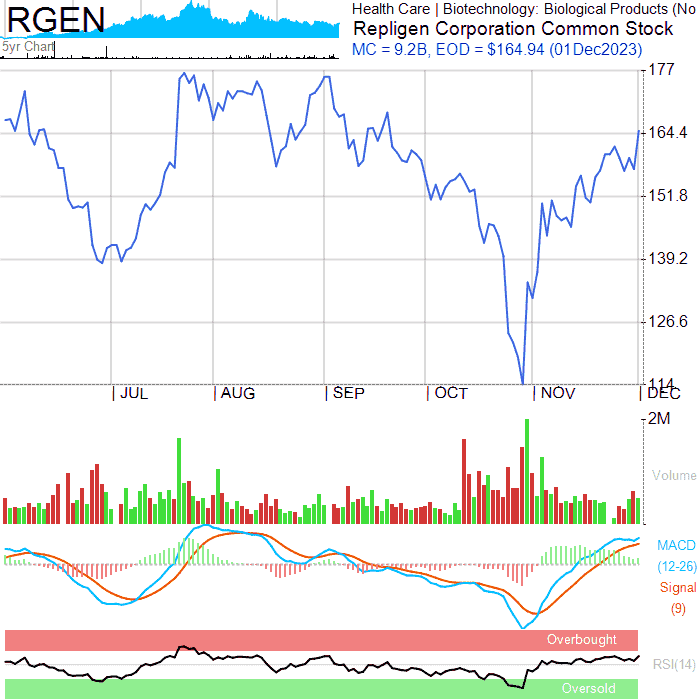 RGEN
5yr Chart
Health Care | Biotechnology: Biological Products (No
Repligen Corporation Common Stock
MC = 9.2B, EOD = $164.94 (01Dec2023)
177
164.4
151.8
139.2
126.6
114
| JUL | AUG | SEP | OCT | NOV | DEC
2M
Volume
MACD
(12-26)
Signal
(9)
Overbought
RSI(14)
Oversold